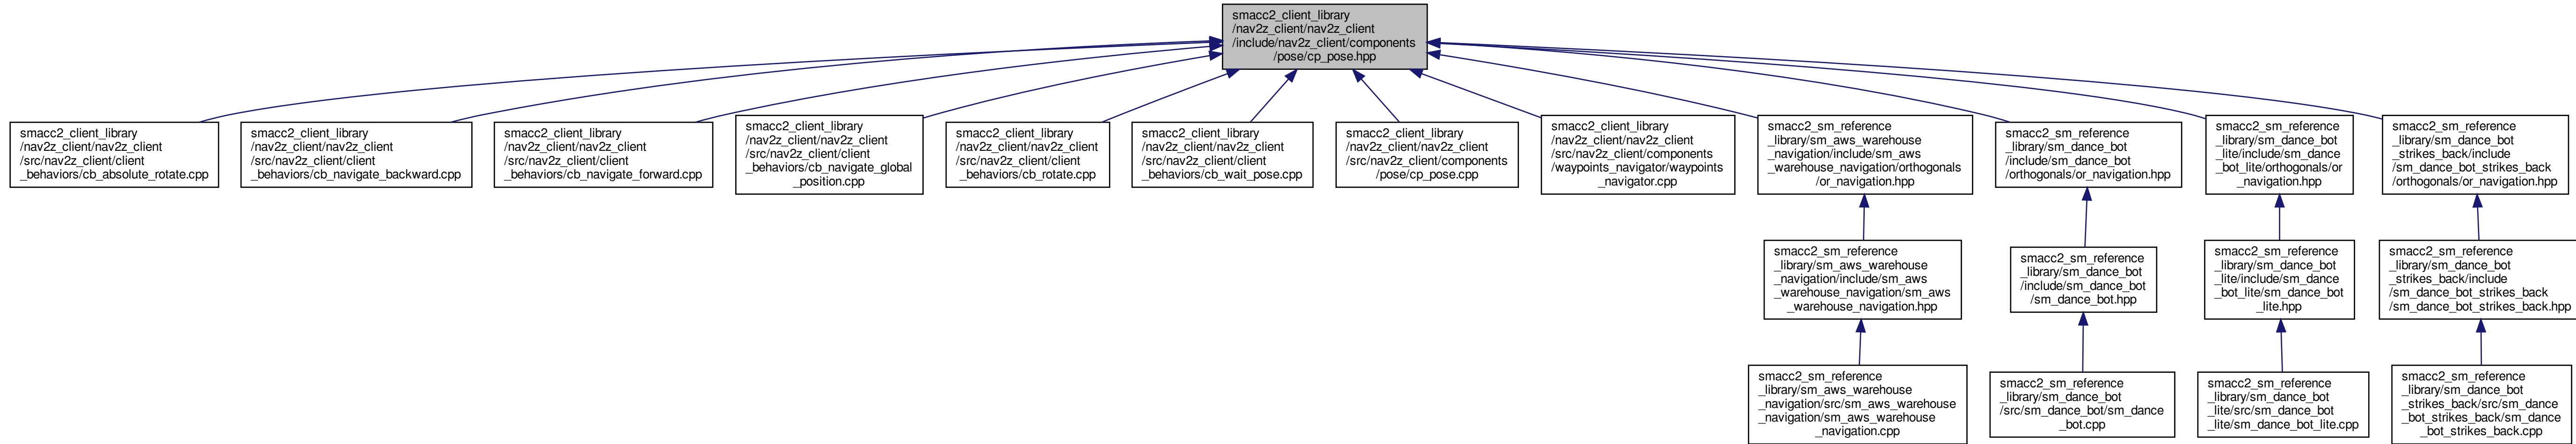 smacc2_client_library
/nav2z_client/nav2z_client
/include/nav2z_client/components
/pose/cp_pose.hpp
smacc2_client_library
/nav2z_client/nav2z_client
/src/nav2z_client/client
_behaviors/cb_absolute_rotate.cpp
smacc2_client_library
/nav2z_client/nav2z_client
/src/nav2z_client/client
_behaviors/cb_navigate_backward.cpp
smacc2_client_library
/nav2z_client/nav2z_client
/src/nav2z_client/client
_behaviors/cb_navigate_forward.cpp
smacc2_client_library
/nav2z_client/nav2z_client
/src/nav2z_client/client
_behaviors/cb_navigate_global
_position.cpp
smacc2_client_library
/nav2z_client/nav2z_client
/src/nav2z_client/client
_behaviors/cb_rotate.cpp
smacc2_client_library
/nav2z_client/nav2z_client
/src/nav2z_client/client
_behaviors/cb_wait_pose.cpp
smacc2_client_library
/nav2z_client/nav2z_client
/src/nav2z_client/components
/pose/cp_pose.cpp
smacc2_client_library
/nav2z_client/nav2z_client
/src/nav2z_client/components
/waypoints_navigator/waypoints
_navigator.cpp
smacc2_sm_reference
_library/sm_aws_warehouse
_navigation/include/sm_aws
_warehouse_navigation/orthogonals
/or_navigation.hpp
smacc2_sm_reference
_library/sm_dance_bot
/include/sm_dance_bot
/orthogonals/or_navigation.hpp
smacc2_sm_reference
_library/sm_dance_bot
_lite/include/sm_dance
_bot_lite/orthogonals/or
_navigation.hpp
smacc2_sm_reference
_library/sm_dance_bot
_strikes_back/include
/sm_dance_bot_strikes_back
/orthogonals/or_navigation.hpp
smacc2_sm_reference
_library/sm_aws_warehouse
_navigation/include/sm_aws
_warehouse_navigation/sm_aws
_warehouse_navigation.hpp
smacc2_sm_reference
_library/sm_dance_bot
/include/sm_dance_bot
/sm_dance_bot.hpp
smacc2_sm_reference
_library/sm_dance_bot
_lite/include/sm_dance
_bot_lite/sm_dance_bot
_lite.hpp
smacc2_sm_reference
_library/sm_dance_bot
_strikes_back/include
/sm_dance_bot_strikes_back
/sm_dance_bot_strikes_back.hpp
smacc2_sm_reference
_library/sm_aws_warehouse
_navigation/src/sm_aws_warehouse
_navigation/sm_aws_warehouse
_navigation.cpp
smacc2_sm_reference
_library/sm_dance_bot
/src/sm_dance_bot/sm_dance
_bot.cpp
smacc2_sm_reference
_library/sm_dance_bot
_lite/src/sm_dance_bot
_lite/sm_dance_bot_lite.cpp
smacc2_sm_reference
_library/sm_dance_bot
_strikes_back/src/sm_dance
_bot_strikes_back/sm_dance
_bot_strikes_back.cpp